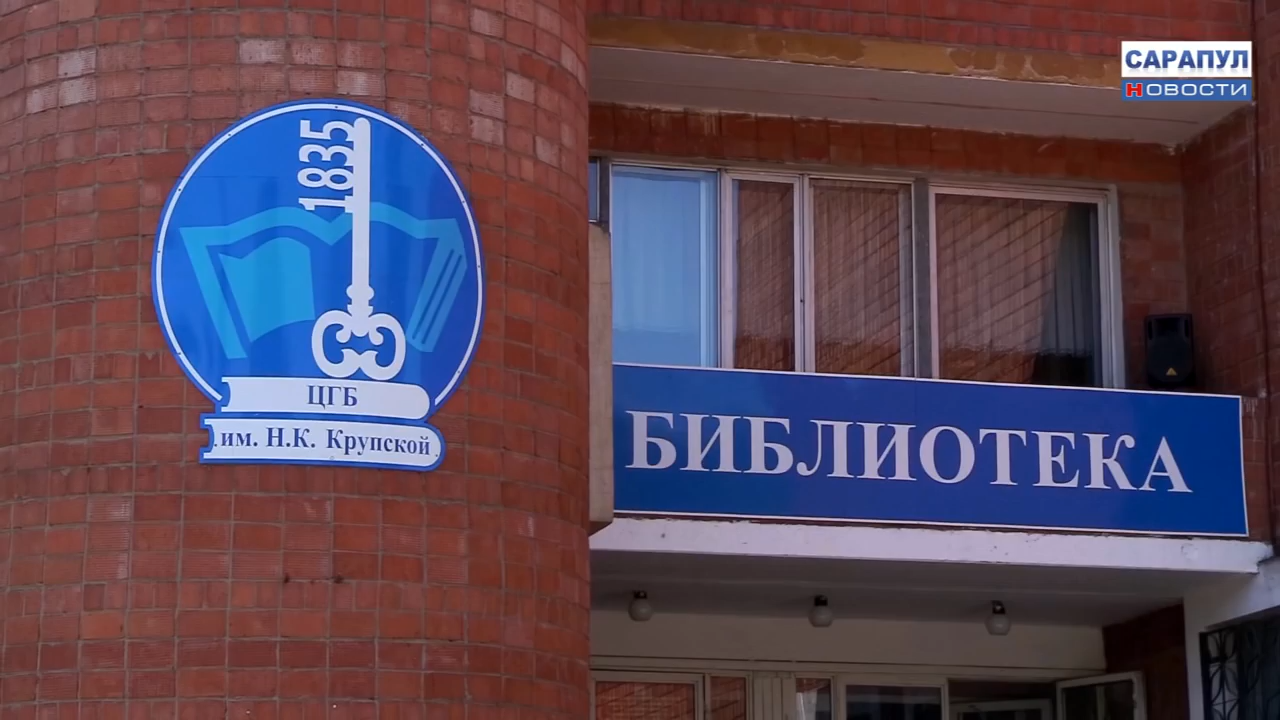 САРАПУЛ
НОВОСТИ
1835
ЦГБ
им. Н.К. Крупской
БИБЛИОТЕКА